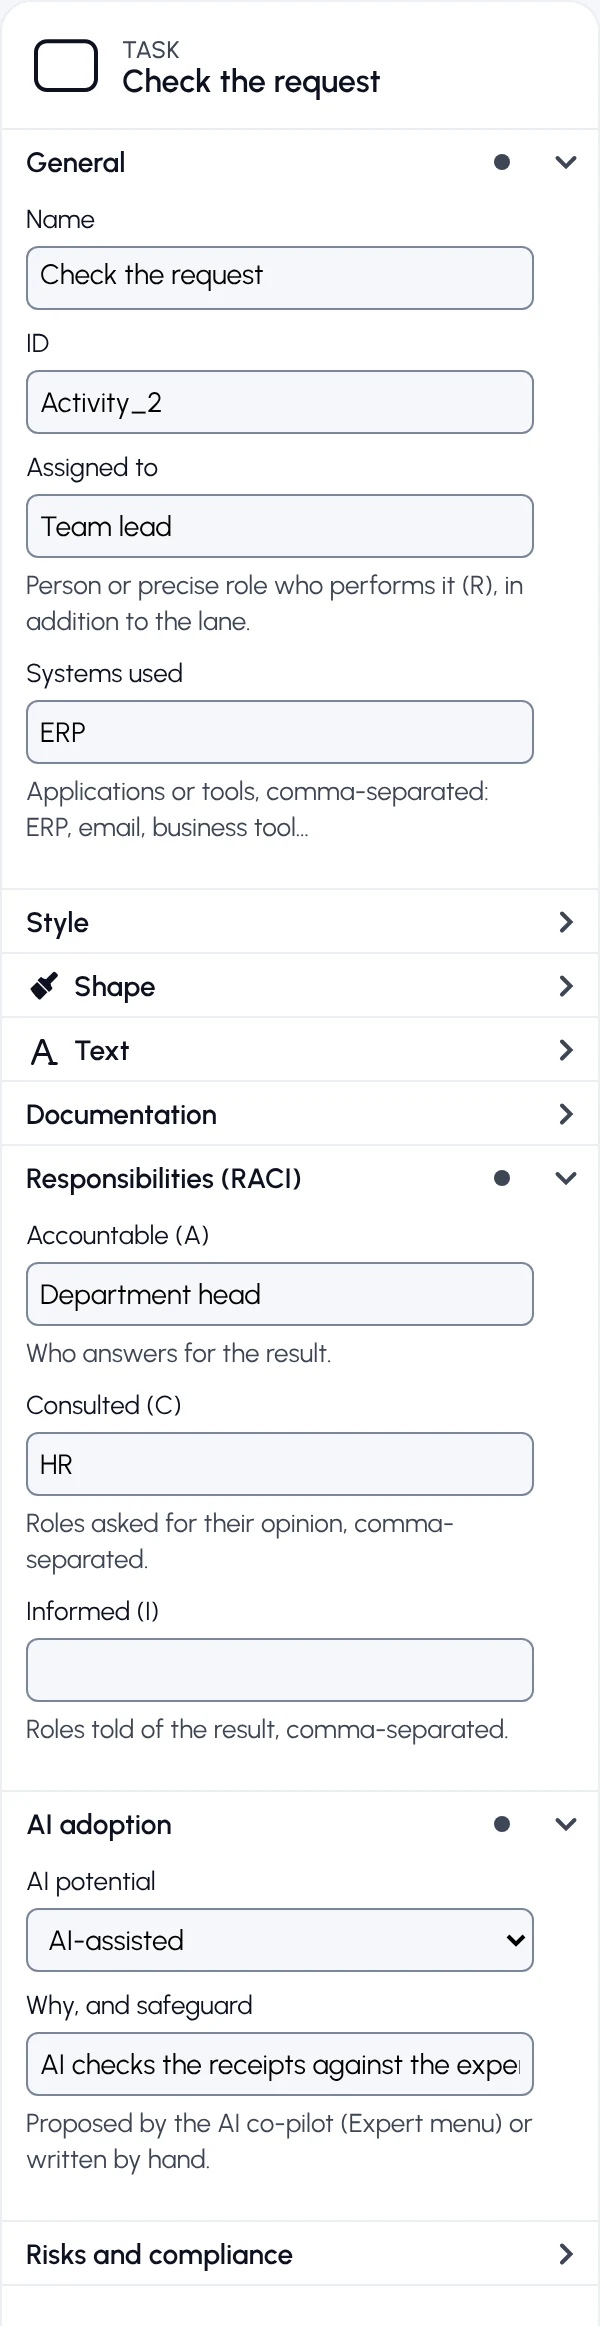 TASK
Check the request
General
Name
Check the request
ID
Activity_2
Assigned to
Team lead
Person or precise role who performs it (R), in
addition to the lane.
Systems used
ERP
Applications or tools, comma-separated:
ERP, email, business tool...
Style
Shape
Text
Documentation
Responsibilities (RACI)
Accountable (A)
Department head
Who answers for the result.
Consulted (C)
HR
Roles asked for their opinion, comma-
separated.
Informed (I)
Roles told of the result, comma-separated.
AI adoption
AI potential
AI-assisted
Why, and safeguard
AI checks the receipts against the
Proposed by the AI co-pilot (Expert menu) or
written by hand.
Risks and compliance